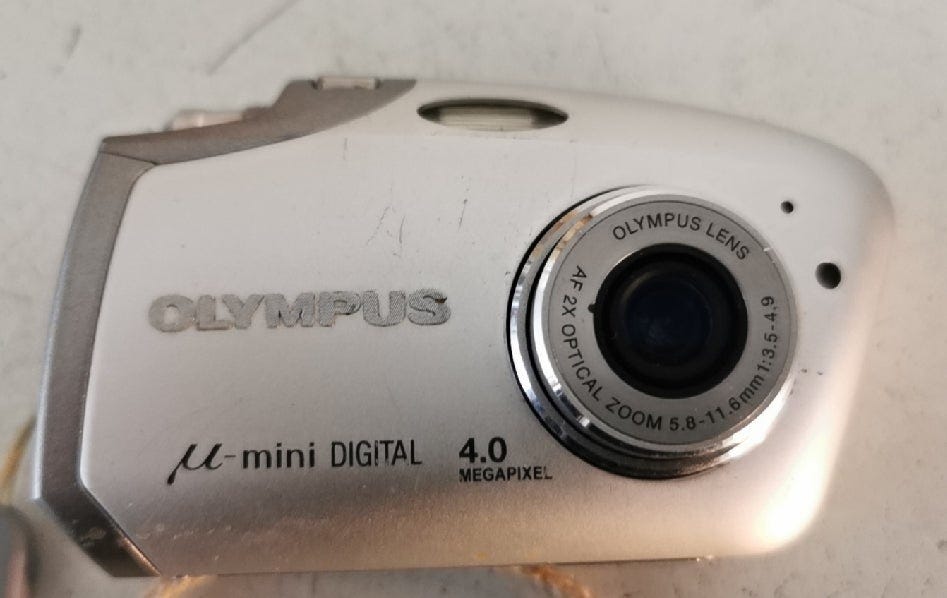 OLYMPUS
µ-mini DIGITAL
4.0
MEGAPIXEL
OLYMPUS LENS
AF 2X OPTICAL ZOOM 5.8-11.6mm 1:3.5-4.9